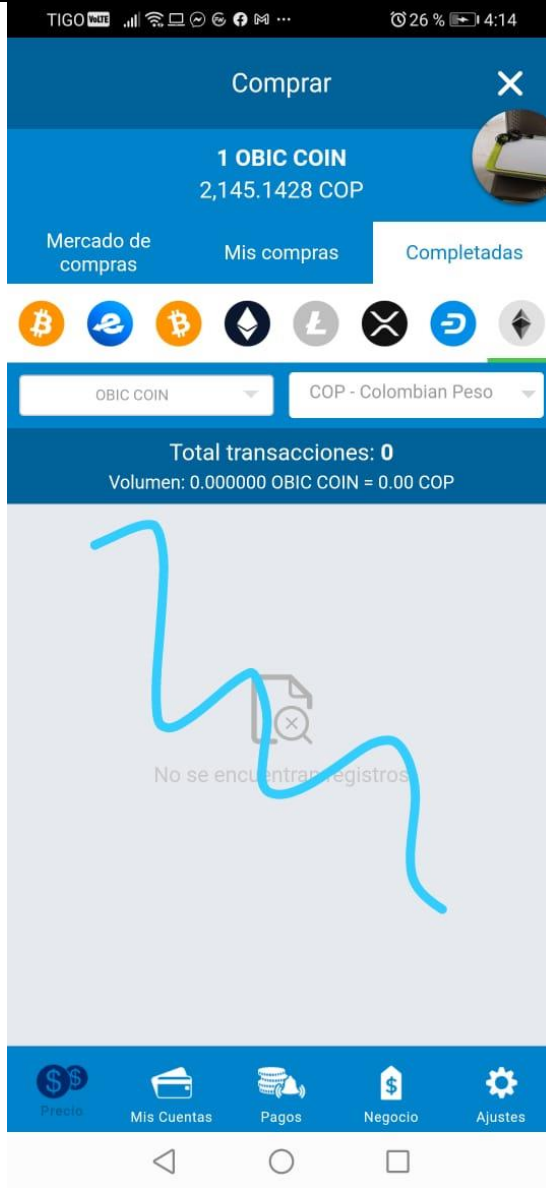 TIGO VoLTE 26 % 4:14
Comprar
1 OBIC COIN
2,145.1428 COP
Mercado de
compras
Mis compras
Completadas
OBIC COIN
COP - Colombian Peso
Total transacciones: 0
Volumen: 0.000000 OBIC COIN = 0.00 COP
No se encuentran registros
Precio
Mis Cuentas
Pagos
Negocio
Ajustes